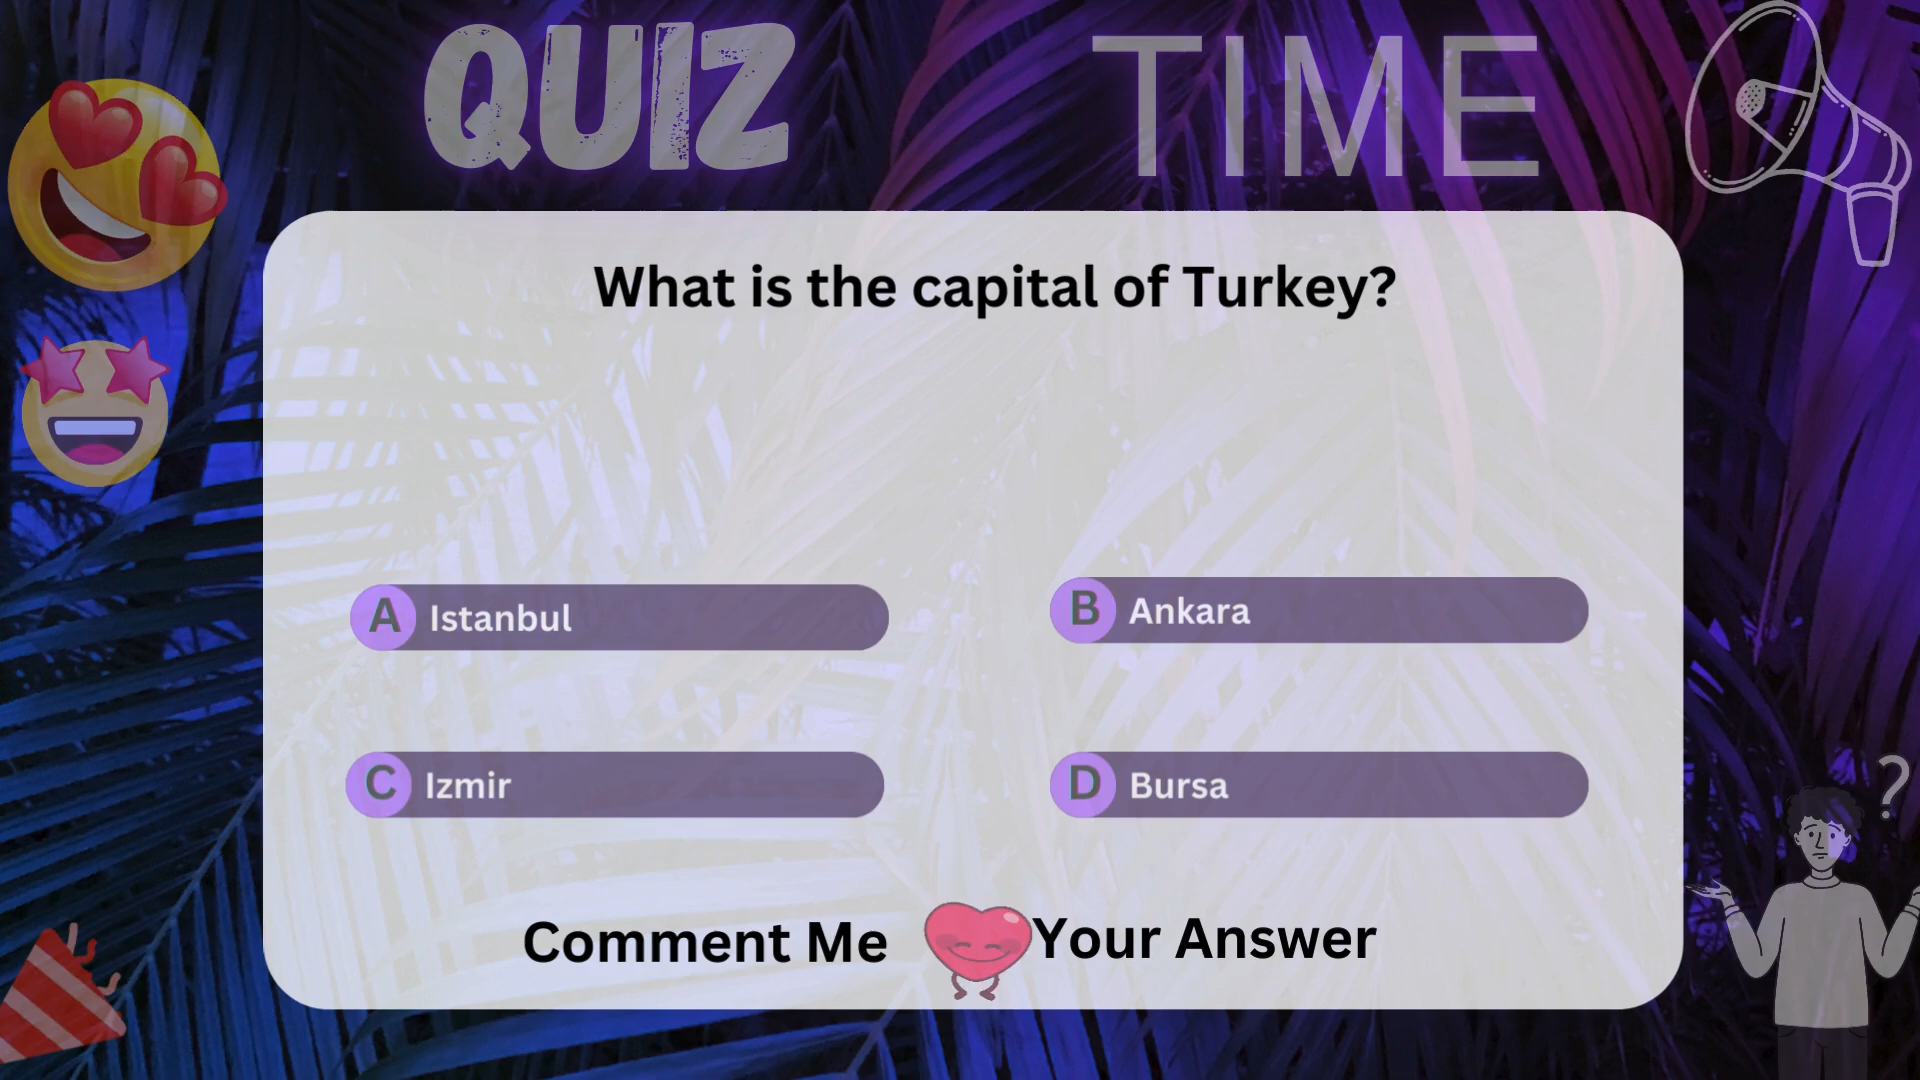 QUIZ TIME
What is the capital of Turkey?
A Istanbul
B Ankara
C Izmir
D Bursa
Comment Me Your Answer
?